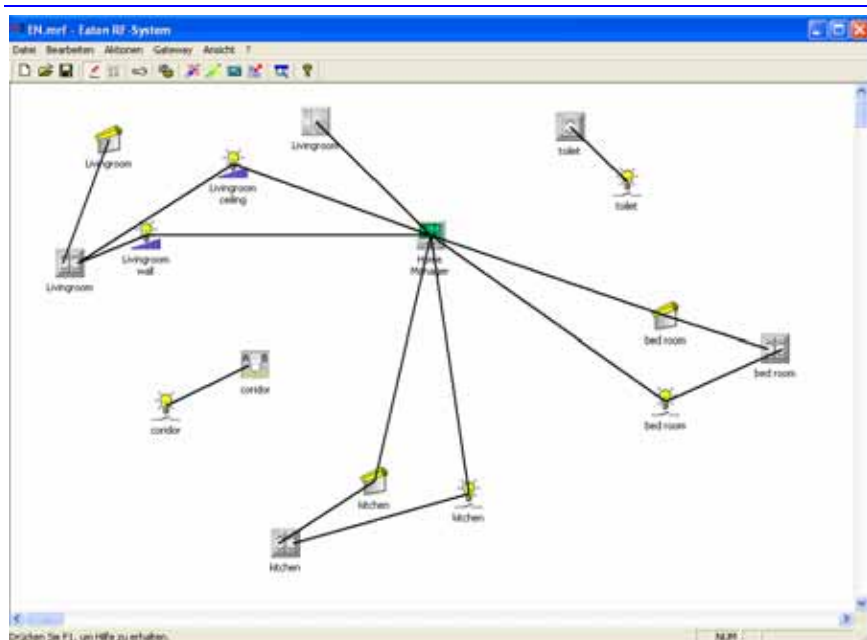 EN.mrf - Eaton RF-System
Datei Bearbeiten Aktionen Gateway Ansicht ?
Livingroom
Livingroom
toilet
Livingroom
ceiling
toilet
Livingroom
wall
Home
Manager
Livingroom
bed room
bed room
A B
coridor
coridor
bed room
kitchen
kitchen
kitchen
Drücken Sie F1, um Hilfe zu erhalten.
NUM